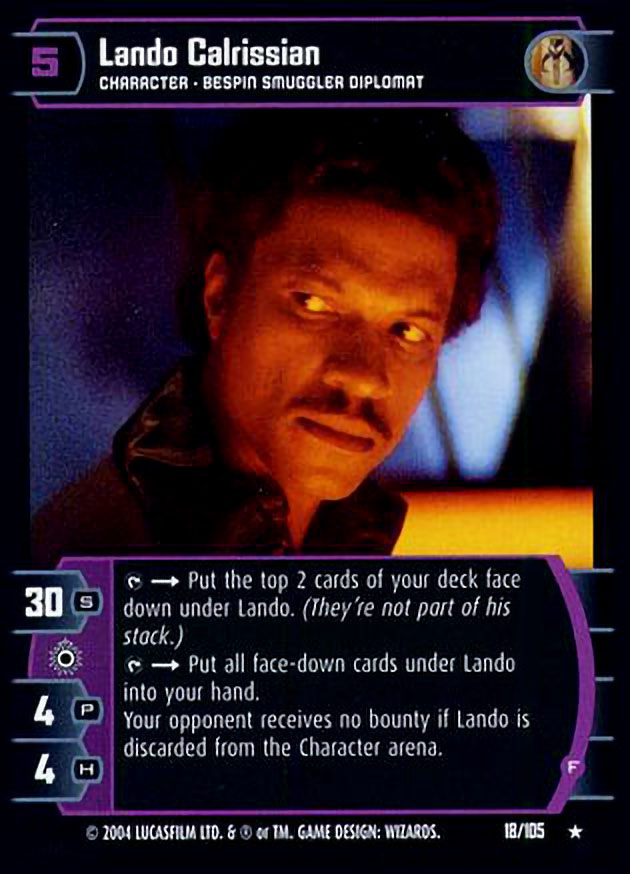 5
Lando Calrissian
CHARACTER - BESPIN SMUGGLER DIPLOMAT
30 S
4 P
4 H
→ Put the top 2 cards of your deck face
down under Lando. (They're not part of his
stack.)
→ Put all face-down cards under Lando
into your hand.
Your opponent receives no bounty if Lando is
discarded from the Character arena.
F
© 2004 LUCASFILM LTD. & ® or TM. GAME DESIGN: WIZARDS.
18/105 ★